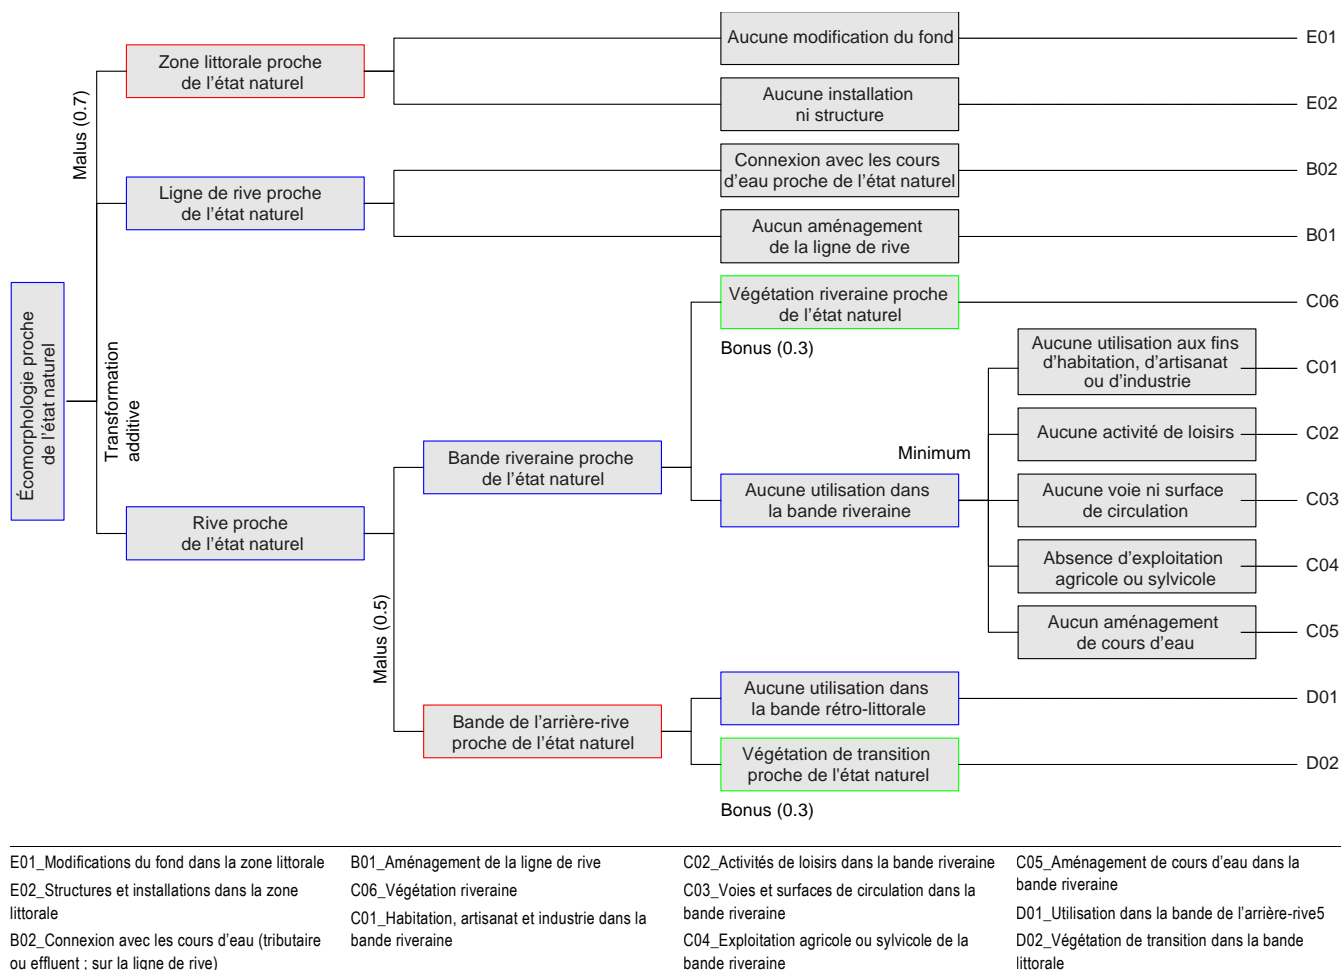 Aucune modification du fond
E01
Zone littorale proche
de l’état naturel
Malus (0.7)
Aucune installation
ni structure
E02
Connexion avec les cours
d’eau proche de l’état naturel
B02
Ligne de rive proche
de l’état naturel
Aucun aménagement
de la ligne de rive
B01
Végétation riveraine proche
de l’état naturel
C06
Bonus (0.3)
Écomorphologie proche
de l’état naturel
Transformation
additive
Aucune utilisation aux fins
d’habitation, d’artisanat
ou d’industrie
C01
Aucune activité de loisirs
C02
Minimum
Bande riveraine proche
de l’état naturel
Aucune utilisation dans
la bande riveraine
Aucune voie ni surface
de circulation
C03
Rive proche
de l’état naturel
Absence d’exploitation
agricole ou sylvicole
C04
Malus (0.5)
Aucun aménagement
de cours d’eau
C05
Aucune utilisation dans
la bande rétro-littorale
D01
Bande de l’arrière-rive
proche de l’état naturel
Végétation de transition
proche de l'état naturel
D02
Bonus (0.3)
E01_Modifications du fond dans la zone littorale
E02_Structures et installations dans la zone
littorale
B02_Connexion avec les cours d’eau (tributaire
ou effluent ; sur la ligne de rive)
B01_Aménagement de la ligne de rive
C06_Végétation riveraine
C01_Habitation, artisanat et industrie dans la
bande riveraine
C02_Activités de loisirs dans la bande riveraine
C03_Voies et surfaces de circulation dans la
bande riveraine
C04_Exploitation agricole ou sylvicole de la
bande riveraine
C05_Aménagement de cours d’eau dans la
bande riveraine
D01_Utilisation dans la bande de l’arrière-rive5
D02_Végétation de transition dans la bande
littorale